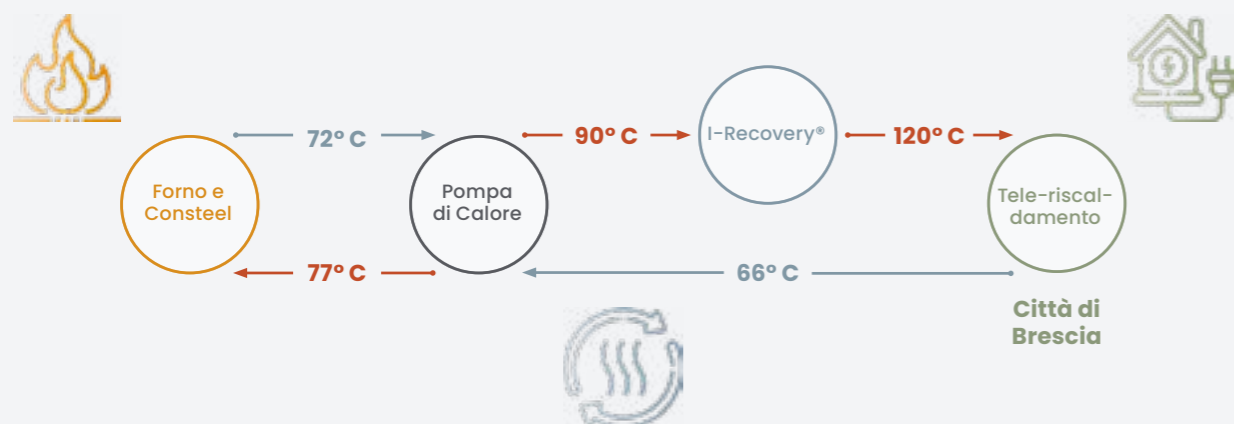 72° C
90° C
I-Recovery®
120° C
Forno e
Consteel
Pompa
di Calore
Tele-riscal-
damento
77° C
66° C
Città di
Brescia